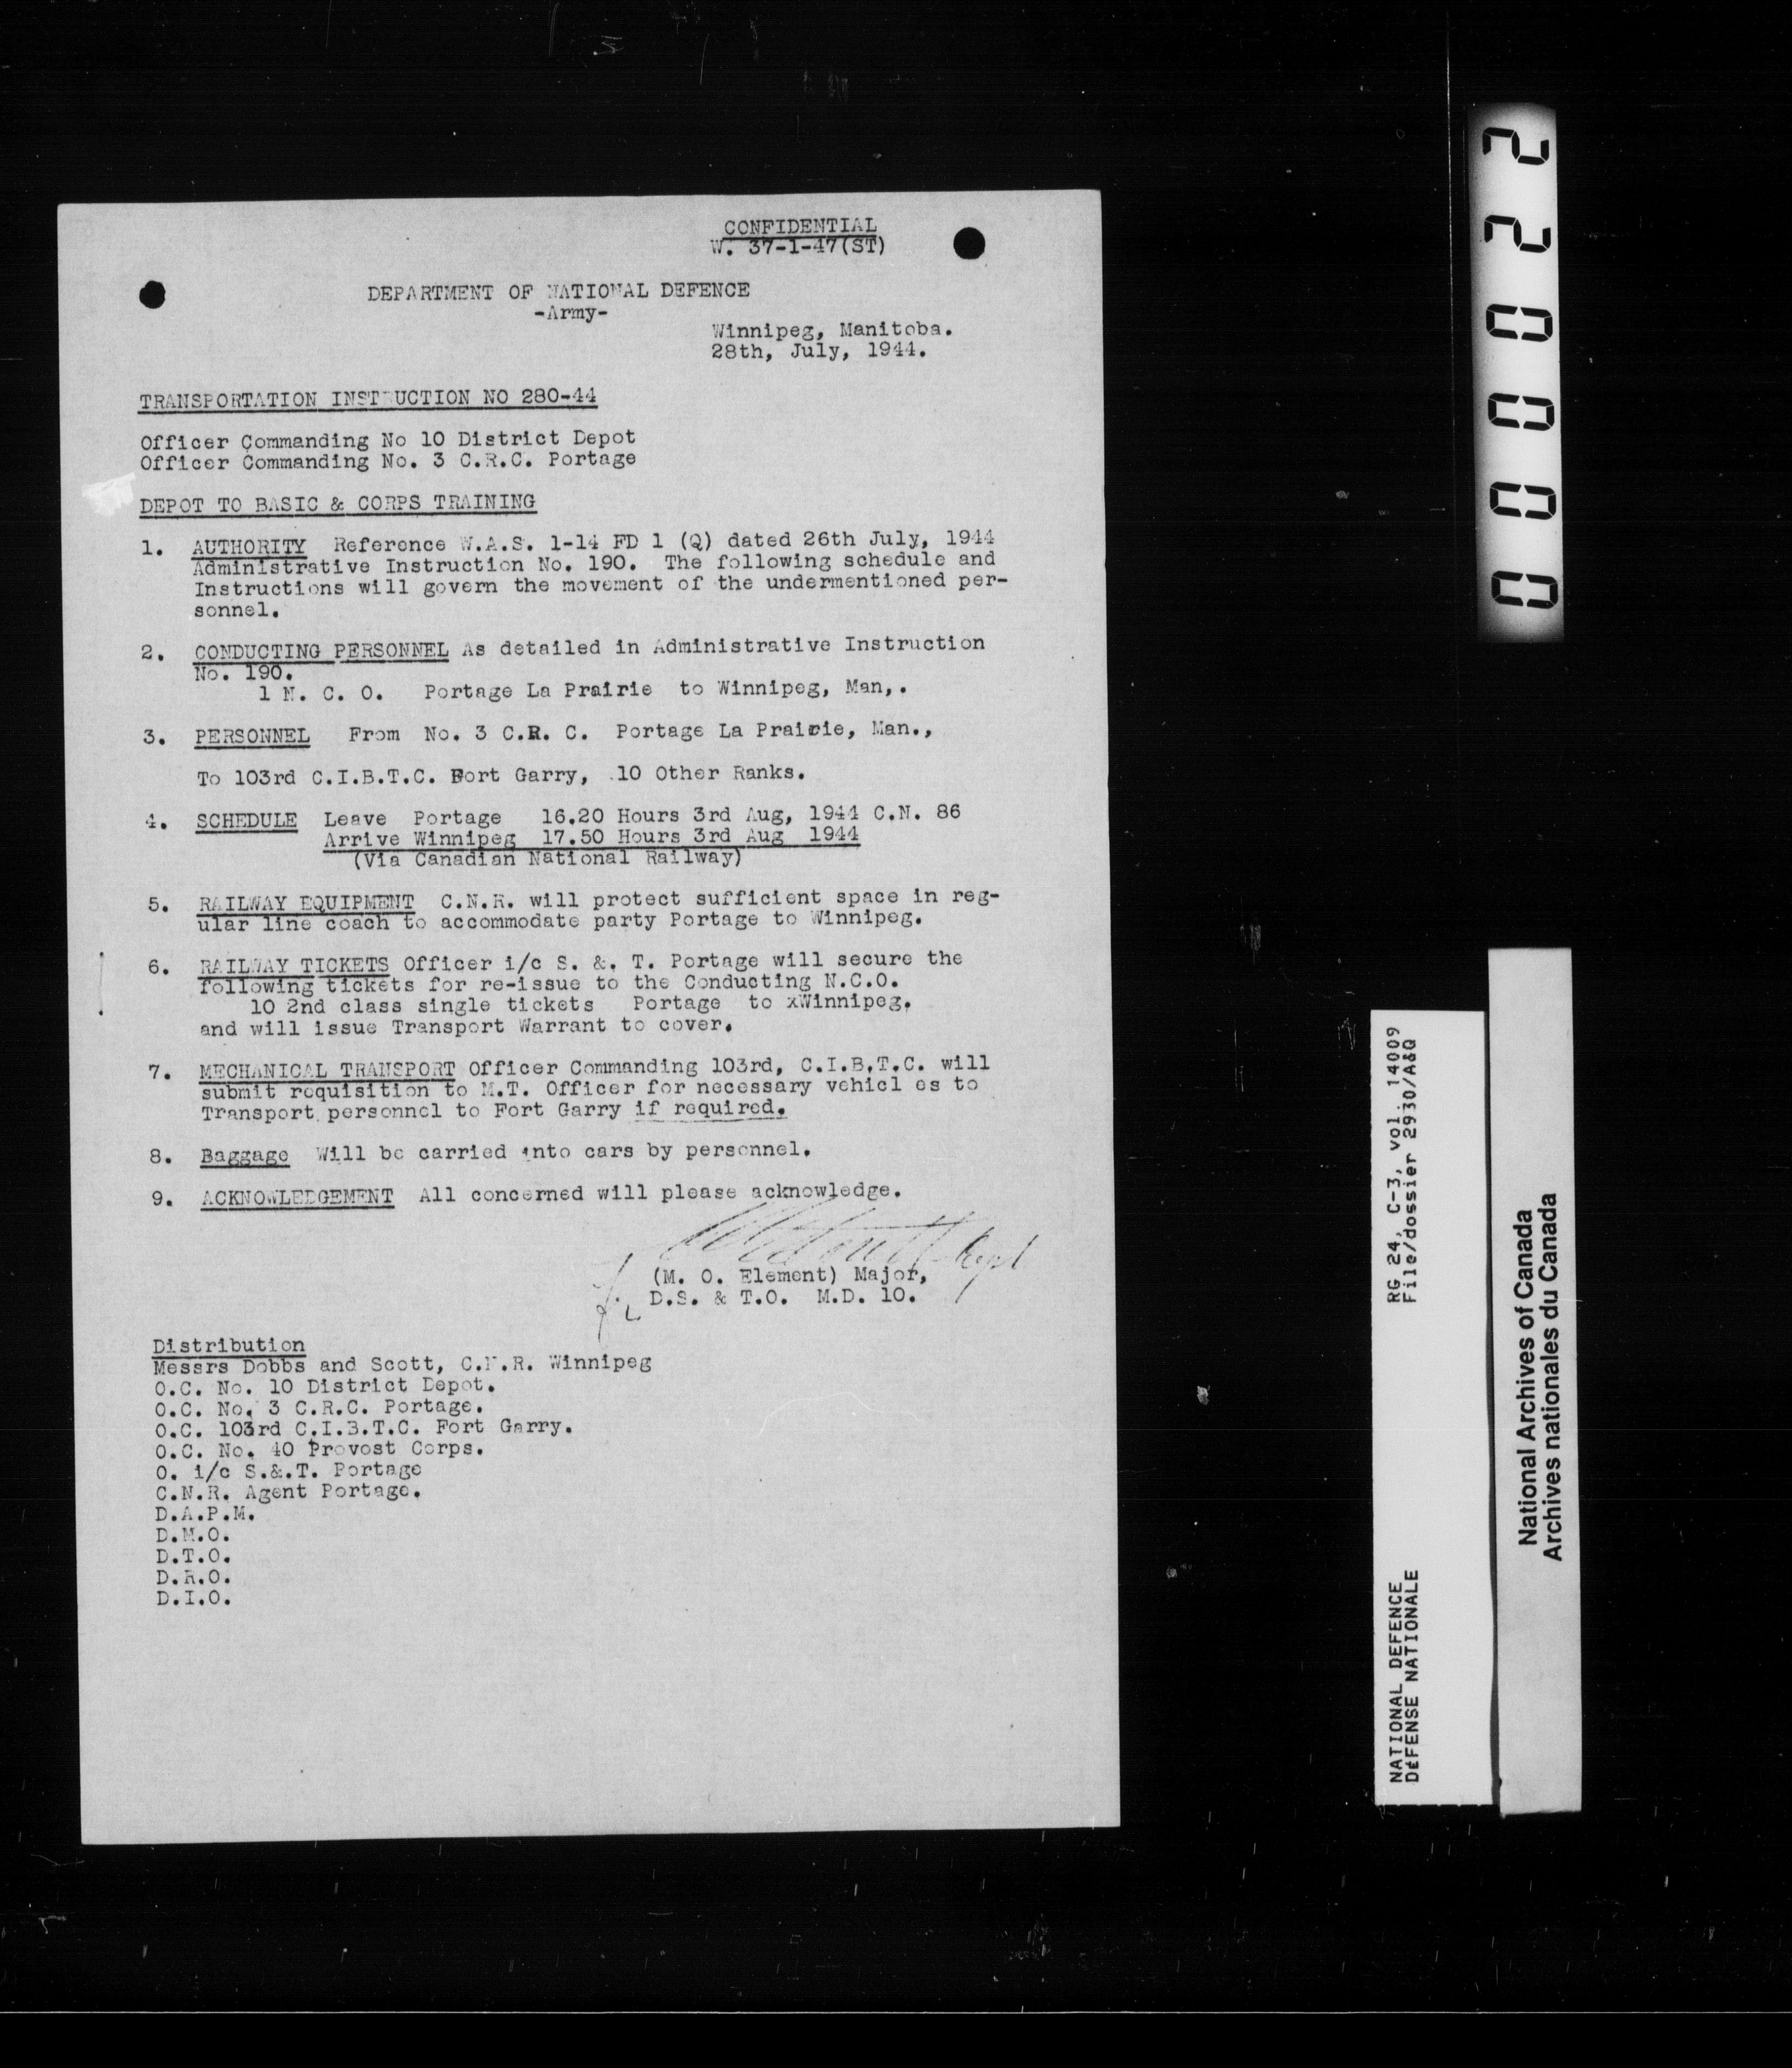 CONFIDENTIAL
W. 37-1-47(ST)
DEPARTMENT OF NATIONAL DEFENCE
-Army-
Winnipeg, Manitoba.
28th, July, 1944.
TRANSPORTATION INSTRUCTION NO 280-44
Officer Commanding No 10 District Depot
Officer Commanding No. 3 C.R.C. Portage
DEPOT TO BASIC & CORPS TRAINING
1. AUTHORITY Reference W.A.S. 1-14 FD 1 (Q) dated 26th July, 1944
Administrative Instruction No. 190. The following schedule and
Instructions will govern the movement of the undermentioned per-
sonnel.
2. CONDUCTING PERSONNEL As detailed in Administrative Instruction
No. 190.
1 N. C. O. Portage La Prairie to Winnipeg, Man,.
3. PERSONNEL From No. 3 C.R. C. Portage La Prairie, Man.,
To 103rd C.I.B.T.C. Fort Garry, 10 Other Ranks.
4. SCHEDULE Leave Portage 16.20 Hours 3rd Aug, 1944 C.N. 86
Arrive Winnipeg 17.50 Hours 3rd Aug 1944
(Via Canadian National Railway)
5. RAILWAY EQUIPMENT C.N.R. will protect sufficient space in reg-
ular line coach to accommodate party Portage to Winnipeg.
6. RAILWAY TICKETS Officer i/c S. &. T. Portage will secure the
following tickets for re-issue to the Conducting N.C.O.
10 2nd class single tickets Portage to xWinnipeg.
and will issue Transport Warrant to cover.
7. MECHANICAL TRANSPORT Officer Commanding 103rd, C.I.B.T.C. will
submit requisition to M.T. Officer for necessary vehicl es to
Transport personnel to Fort Garry if required.
8. Baggage Will be carried into cars by personnel.
9. ACKNOWLEDGEMENT All concerned will please acknowledge.
Capt
(M. O. Element) Major,
D.S. & T.O. M.D. 10.
Distribution
Messrs Dobbs and Scott, C.N.R. Winnipeg
O.C. No. 10 District Depot.
O.C. No. 3 C.R.C. Portage.
O.C. 103rd C.I.B.T.C. Fort Garry.
O.C. No. 40 Provost Corps.
O. i/c S.&.T. Portage
C.N.R. Agent Portage.
D.A.P.M.
D.M.O.
D.T.O.
D.R.O.
D.I.O.
000022
NATIONAL DEFENCE RG 24, C-3, vol. 14009
DéFENSE NATIONALE File/dossier 2930/A&Q
National Archives of Canada
Archives nationales du Canada